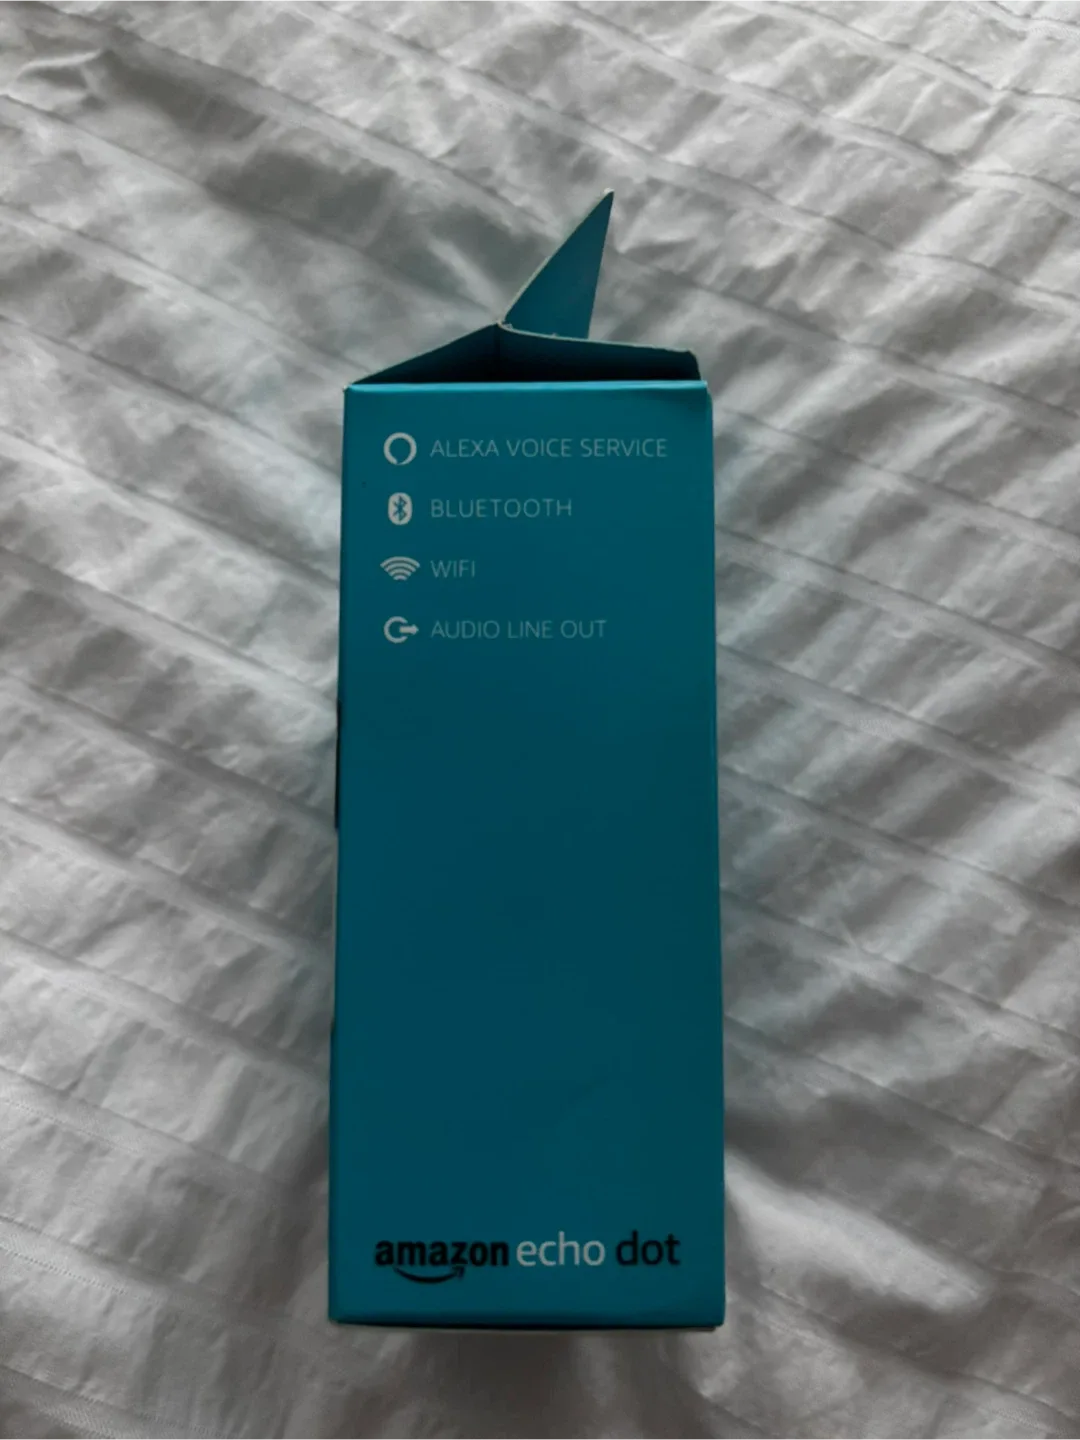 ALEXA VOICE SERVICE
BLUETOOTH
WIFI
AUDIO LINE OUT
amazon echo dot